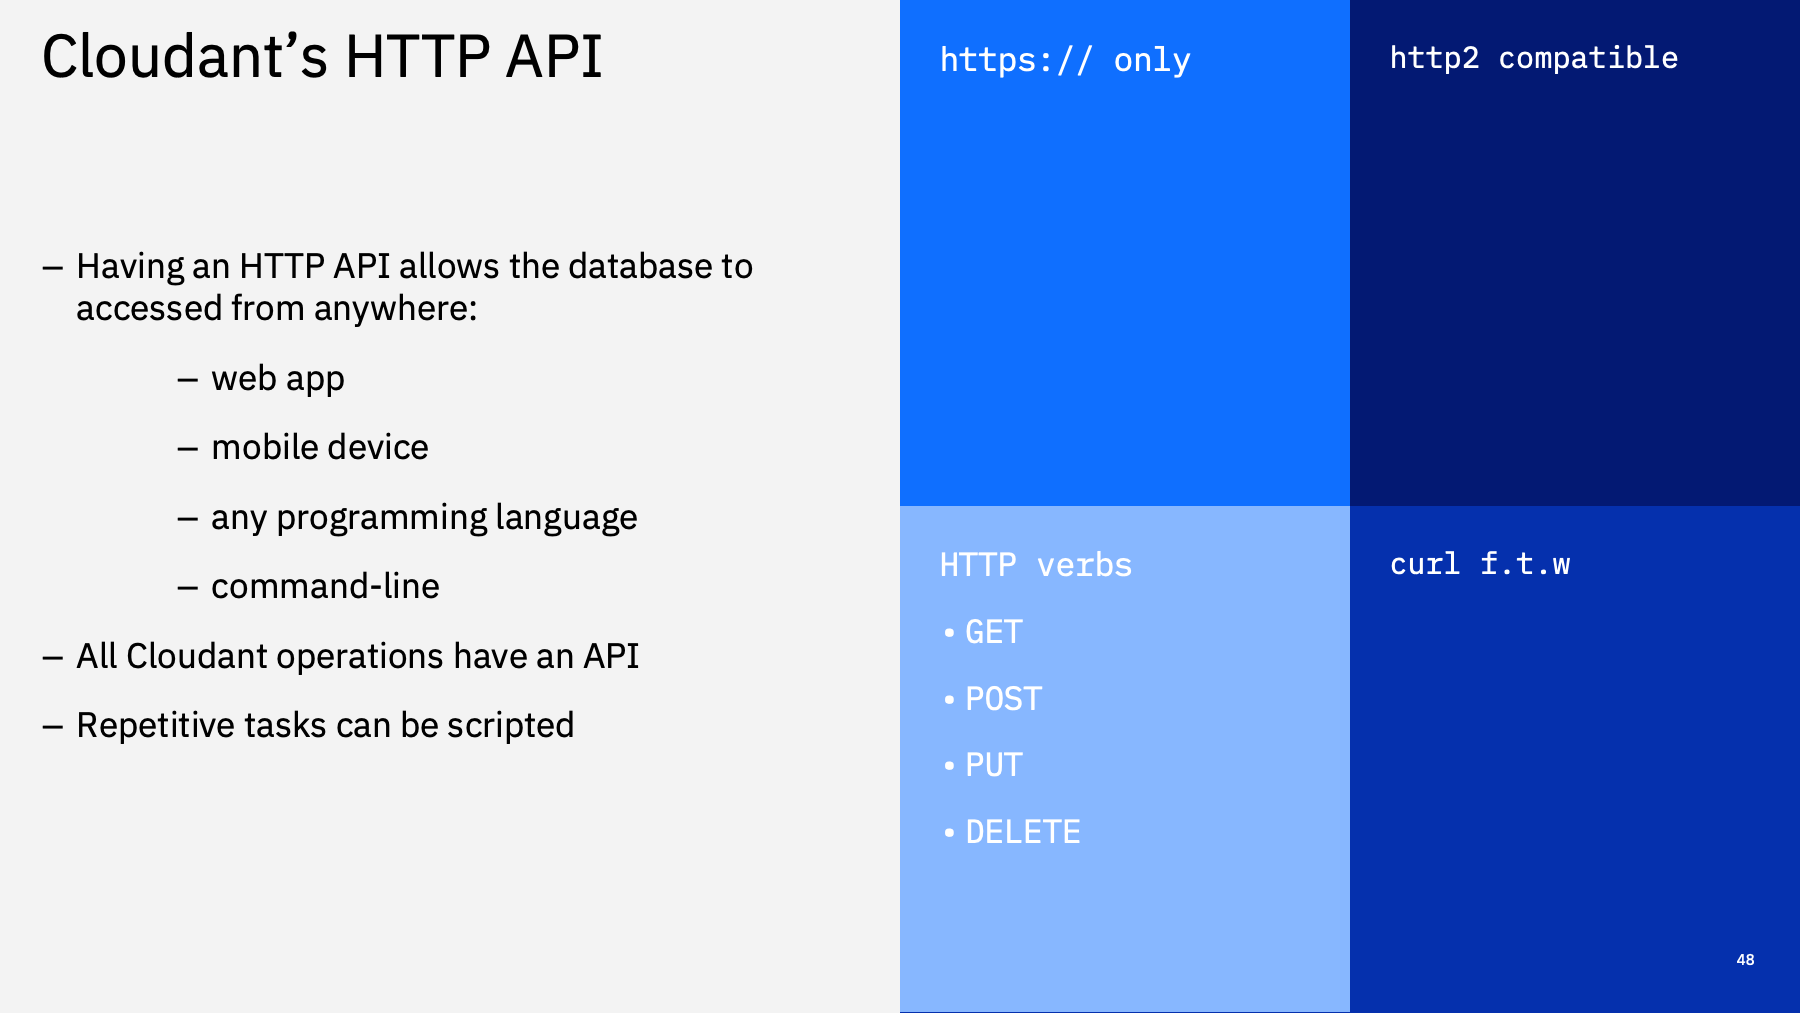 Cloudant’s HTTP API
– Having an HTTP API allows the database to
accessed from anywhere:
– web app
– mobile device
– any programming language
– command-line
– All Cloudant operations have an API
– Repetitive tasks can be scripted
https:// only
http2 compatible
HTTP verbs
• GET
• POST
• PUT
• DELETE
curl f.t.w
48